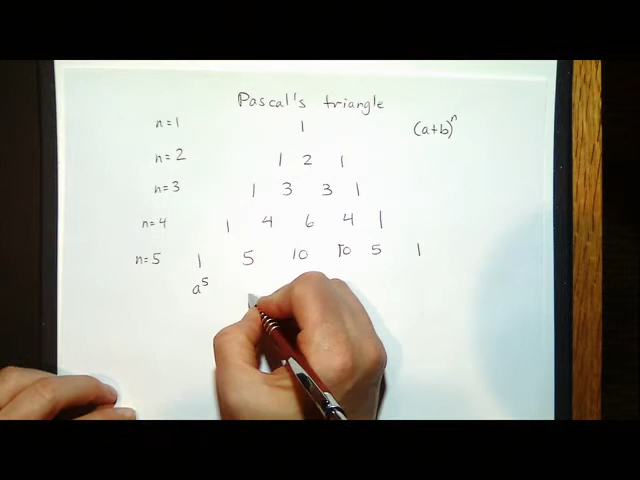 Pascal's triangle
n=1 1 (a+b)ⁿ
n=2 1 2 1
n=3 1 3 3 1
n=4 1 4 6 4 1
n=5 1 5 10 10 5 1
a⁵